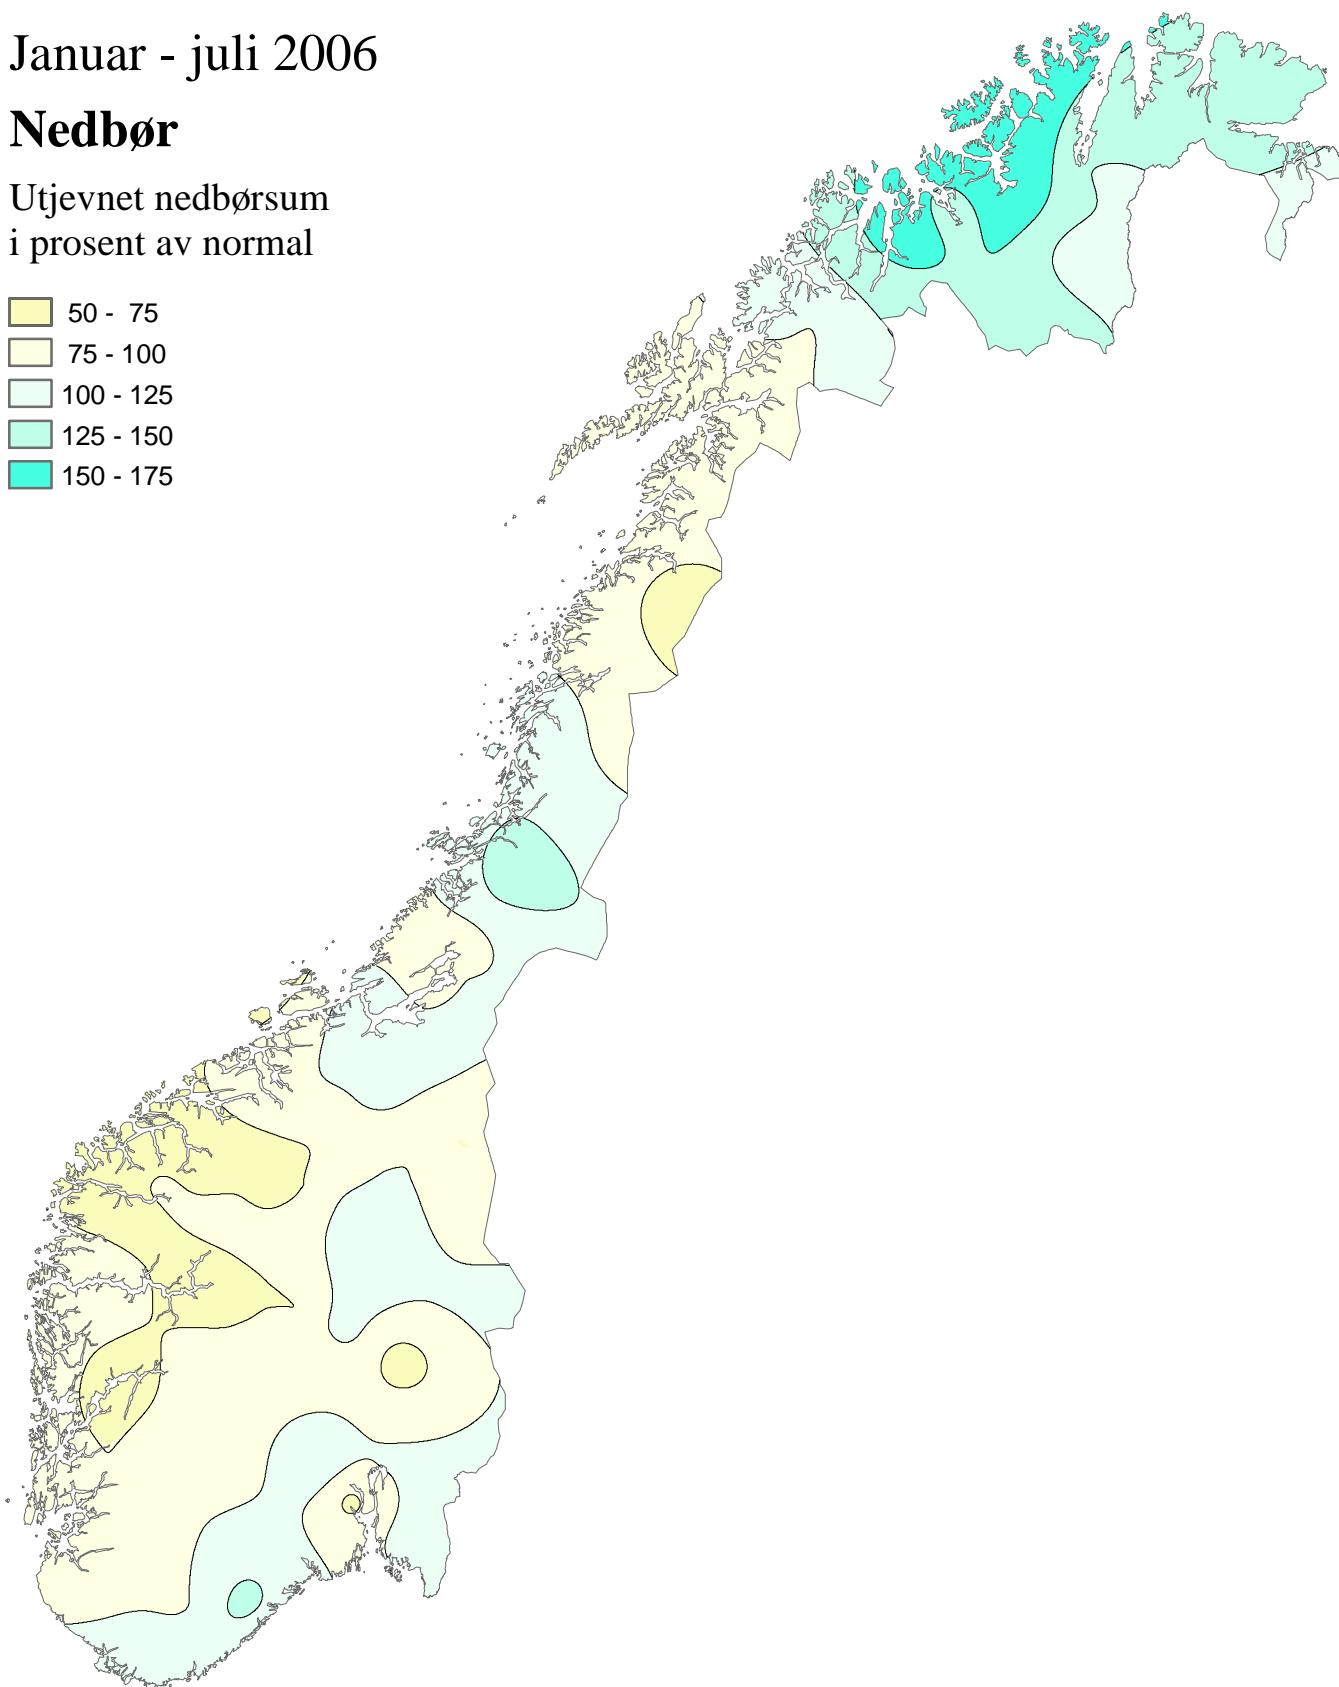 Januar - juli 2006
Nedbør
Utjevnet nedbørsum
i prosent av normal
50 - 75
75 - 100
100 - 125
125 - 150
150 - 175